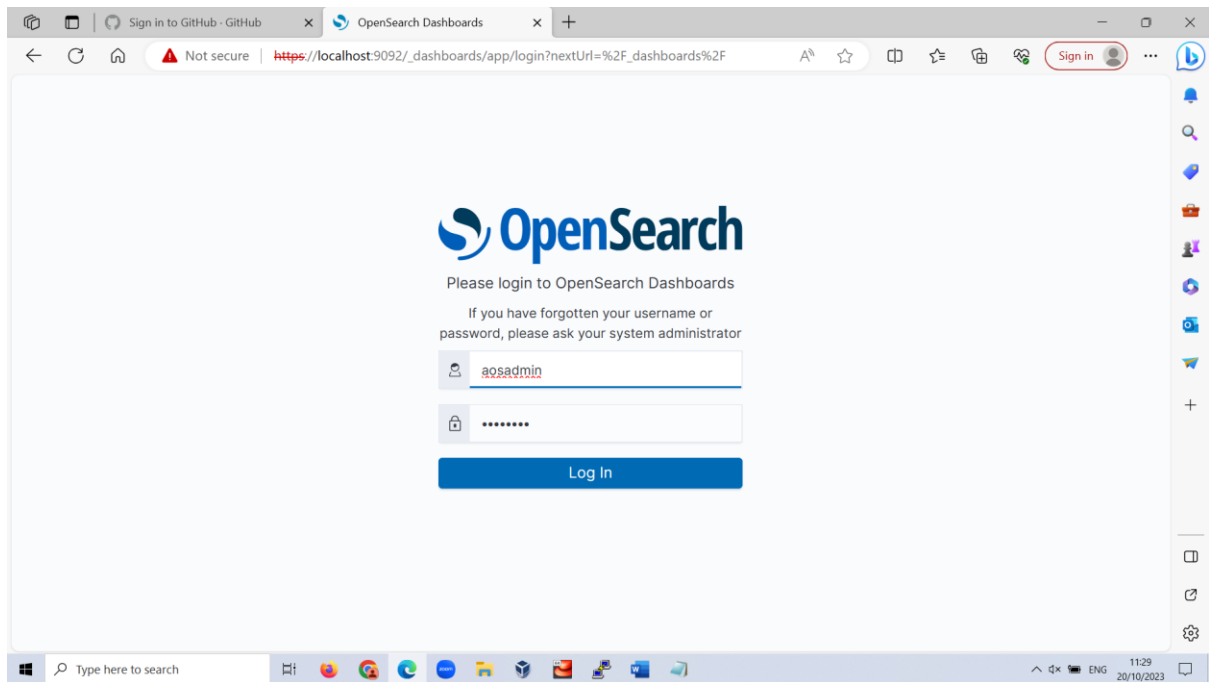 Sign in to GitHub · GitHub
OpenSearch Dashboards
Not secure
https://localhost:9092/_dashboards/app/login?nextUrl=%2F_dashboards%2F
Sign in
OpenSearch
Please login to OpenSearch Dashboards
If you have forgotten your username or
password, please ask your system administrator
aosadmin
••••••••
Log In
Type here to search
zoom
ENG
11:29
20/10/2023